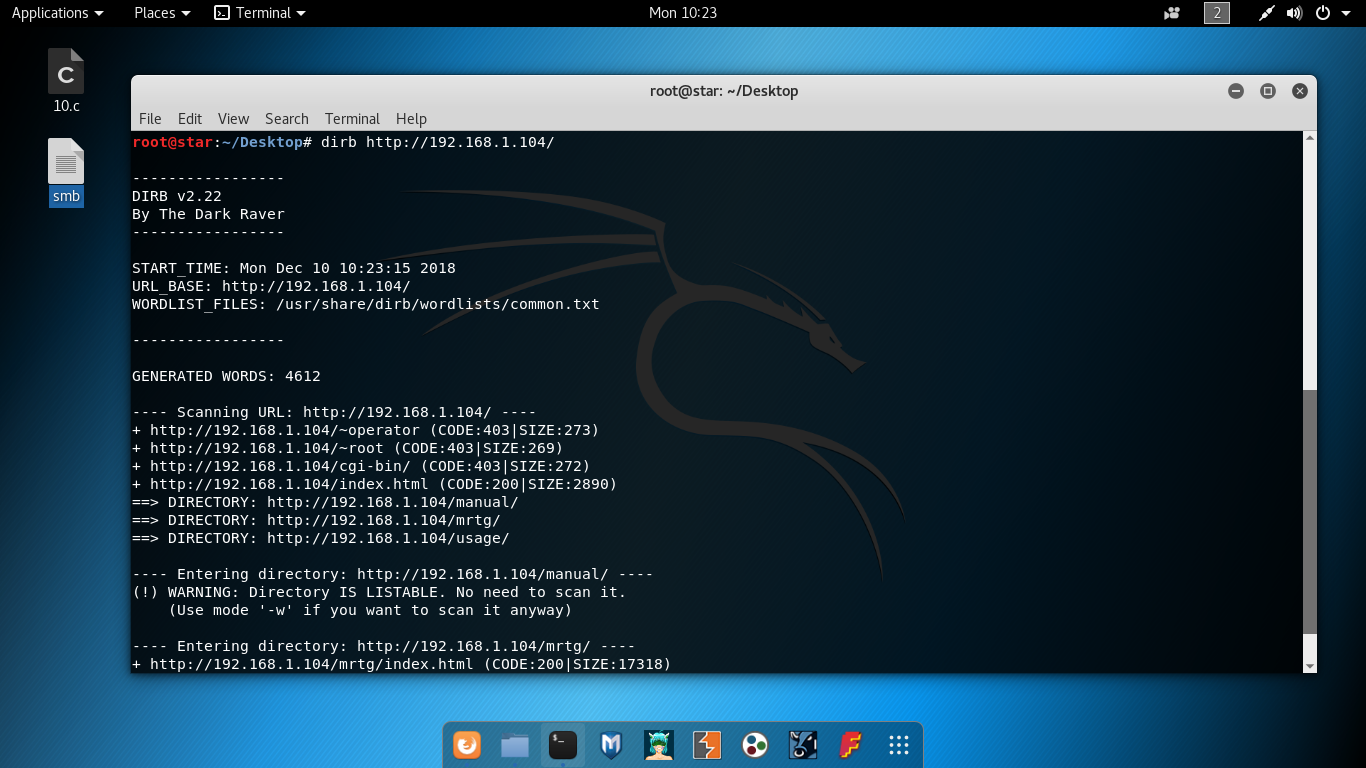 Applications Places Terminal Mon 10:23 2
C
10.c
smb
root@star: ~/Desktop
File Edit View Search Terminal Help
root@star:~/Desktop# dirb http://192.168.1.104/
-----------------
DIRB v2.22
By The Dark Raver
-----------------
START_TIME: Mon Dec 10 10:23:15 2018
URL_BASE: http://192.168.1.104/
WORDLIST_FILES: /usr/share/dirb/wordlists/common.txt
-----------------
GENERATED WORDS: 4612
---- Scanning URL: http://192.168.1.104/ ----
+ http://192.168.1.104/~operator (CODE:403|SIZE:273)
+ http://192.168.1.104/~root (CODE:403|SIZE:269)
+ http://192.168.1.104/cgi-bin/ (CODE:403|SIZE:272)
+ http://192.168.1.104/index.html (CODE:200|SIZE:2890)
==> DIRECTORY: http://192.168.1.104/manual/
==> DIRECTORY: http://192.168.1.104/mrtg/
==> DIRECTORY: http://192.168.1.104/usage/
---- Entering directory: http://192.168.1.104/manual/ ----
(!) WARNING: Directory IS LISTABLE. No need to scan it.
(Use mode '-w' if you want to scan it anyway)
---- Entering directory: http://192.168.1.104/mrtg/ ----
+ http://192.168.1.104/mrtg/index.html (CODE:200|SIZE:17318)